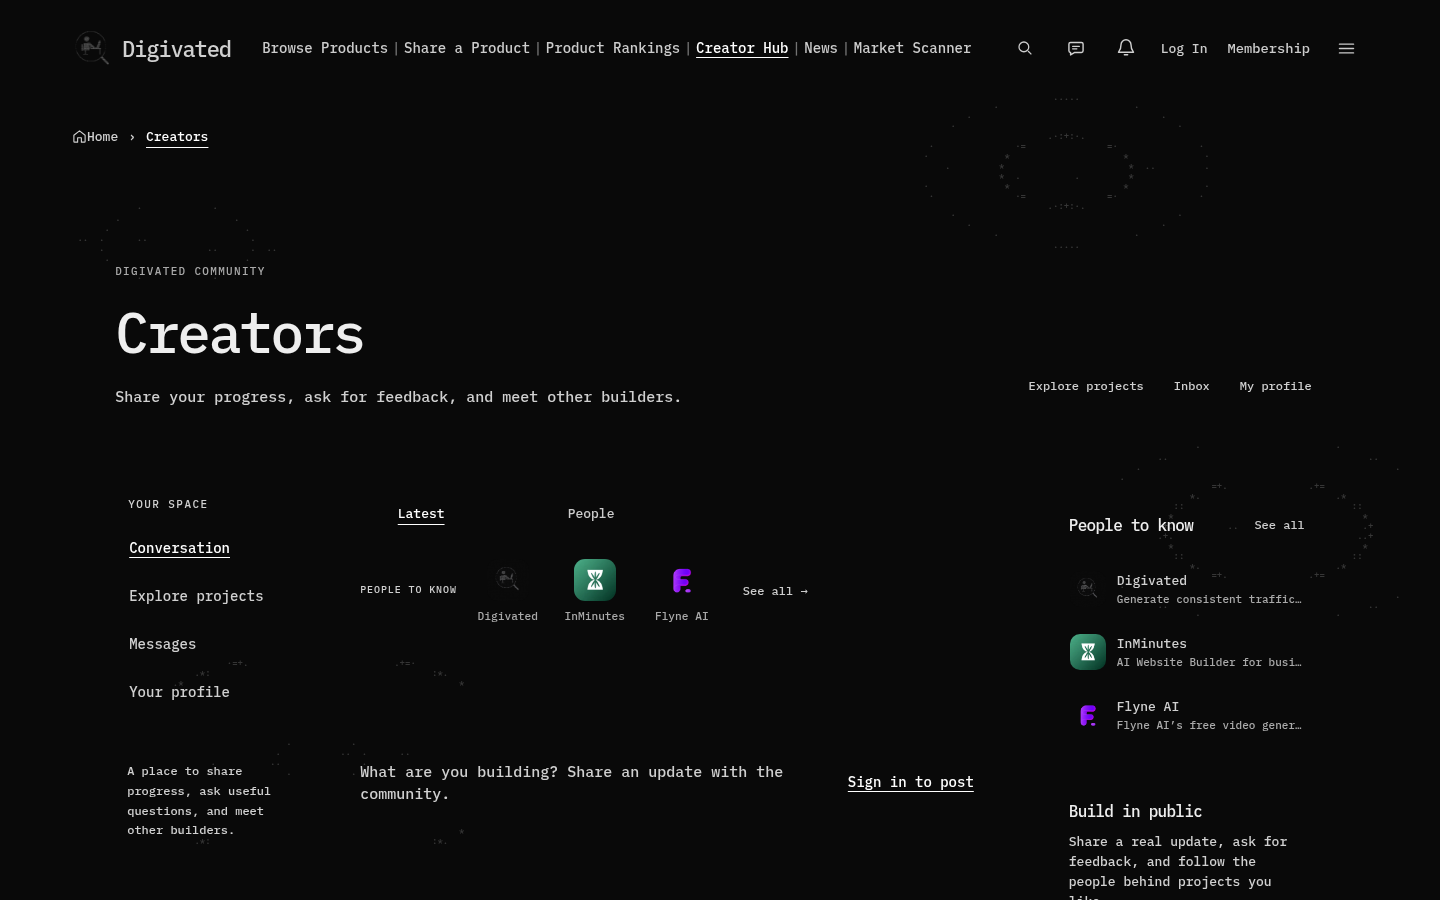 Digivated
Browse Products | Share a Product | Product Rankings | Creator Hub | News | Market Scanner
Log In
Membership
Home › Creators
DIGIVATED COMMUNITY
Creators
Share your progress, ask for feedback, and meet other builders.
Explore projects
Inbox
My profile
YOUR SPACE
Conversation
Explore projects
Messages
Your profile
A place to share
progress, ask useful
questions, and meet
other builders.
Latest
People
PEOPLE TO KNOW
Digivated
InMinutes
Flyne AI
See all →
What are you building? Share an update with the
community.
Sign in to post
People to know
See all
Digivated
Generate consistent traffic…
InMinutes
AI Website Builder for busi…
Flyne AI
Flyne AI’s free video gener…
Build in public
Share a real update, ask for
feedback, and follow the
people behind projects you